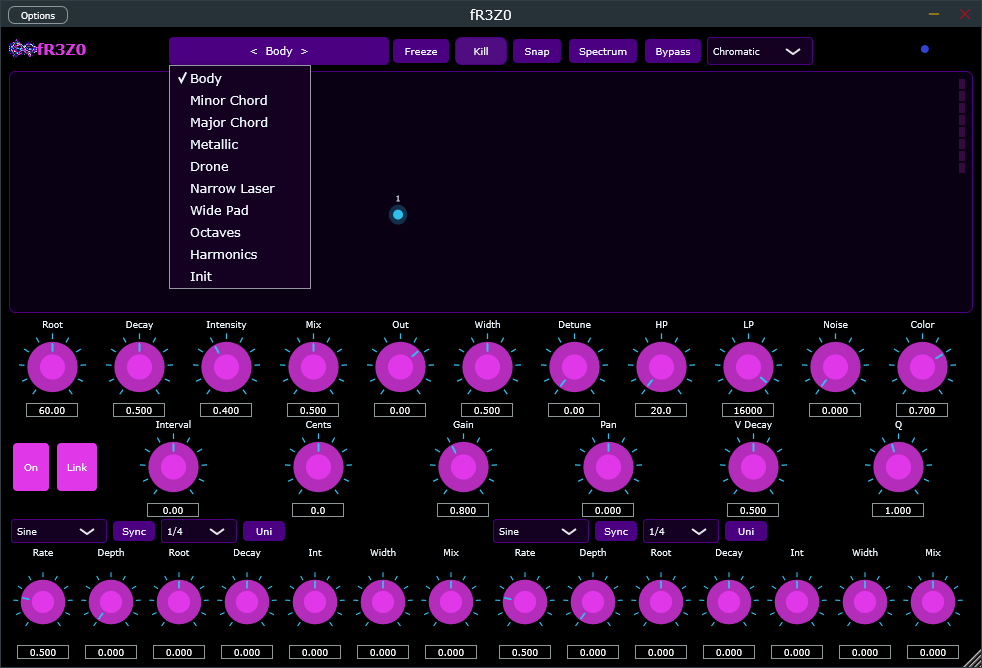 Options
fR3Z0
fR3Z0
< Body >
Freeze
Kill
Snap
Spectrum
Bypass
Chromatic
✓ Body
Minor Chord
Major Chord
Metallic
Drone
Narrow Laser
Wide Pad
Octaves
Harmonics
Init
1
Root Decay Intensity Mix Out Width Detune HP LP Noise Color
60.00 0.500 0.400 0.500 0.00 0.500 0.00 20.0 16000 0.000 0.700
Interval Cents Gain Pan V Decay Q
On Link
0.00 0.0 0.800 0.000 0.500 1.000
Sine Sync 1/4 Uni Sine Sync 1/4 Uni
Rate Depth Root Decay Int Width Mix Rate Depth Root Decay Int Width Mix
0.500 0.000 0.000 0.000 0.000 0.000 0.000 0.500 0.000 0.000 0.000 0.000 0.000 0.000